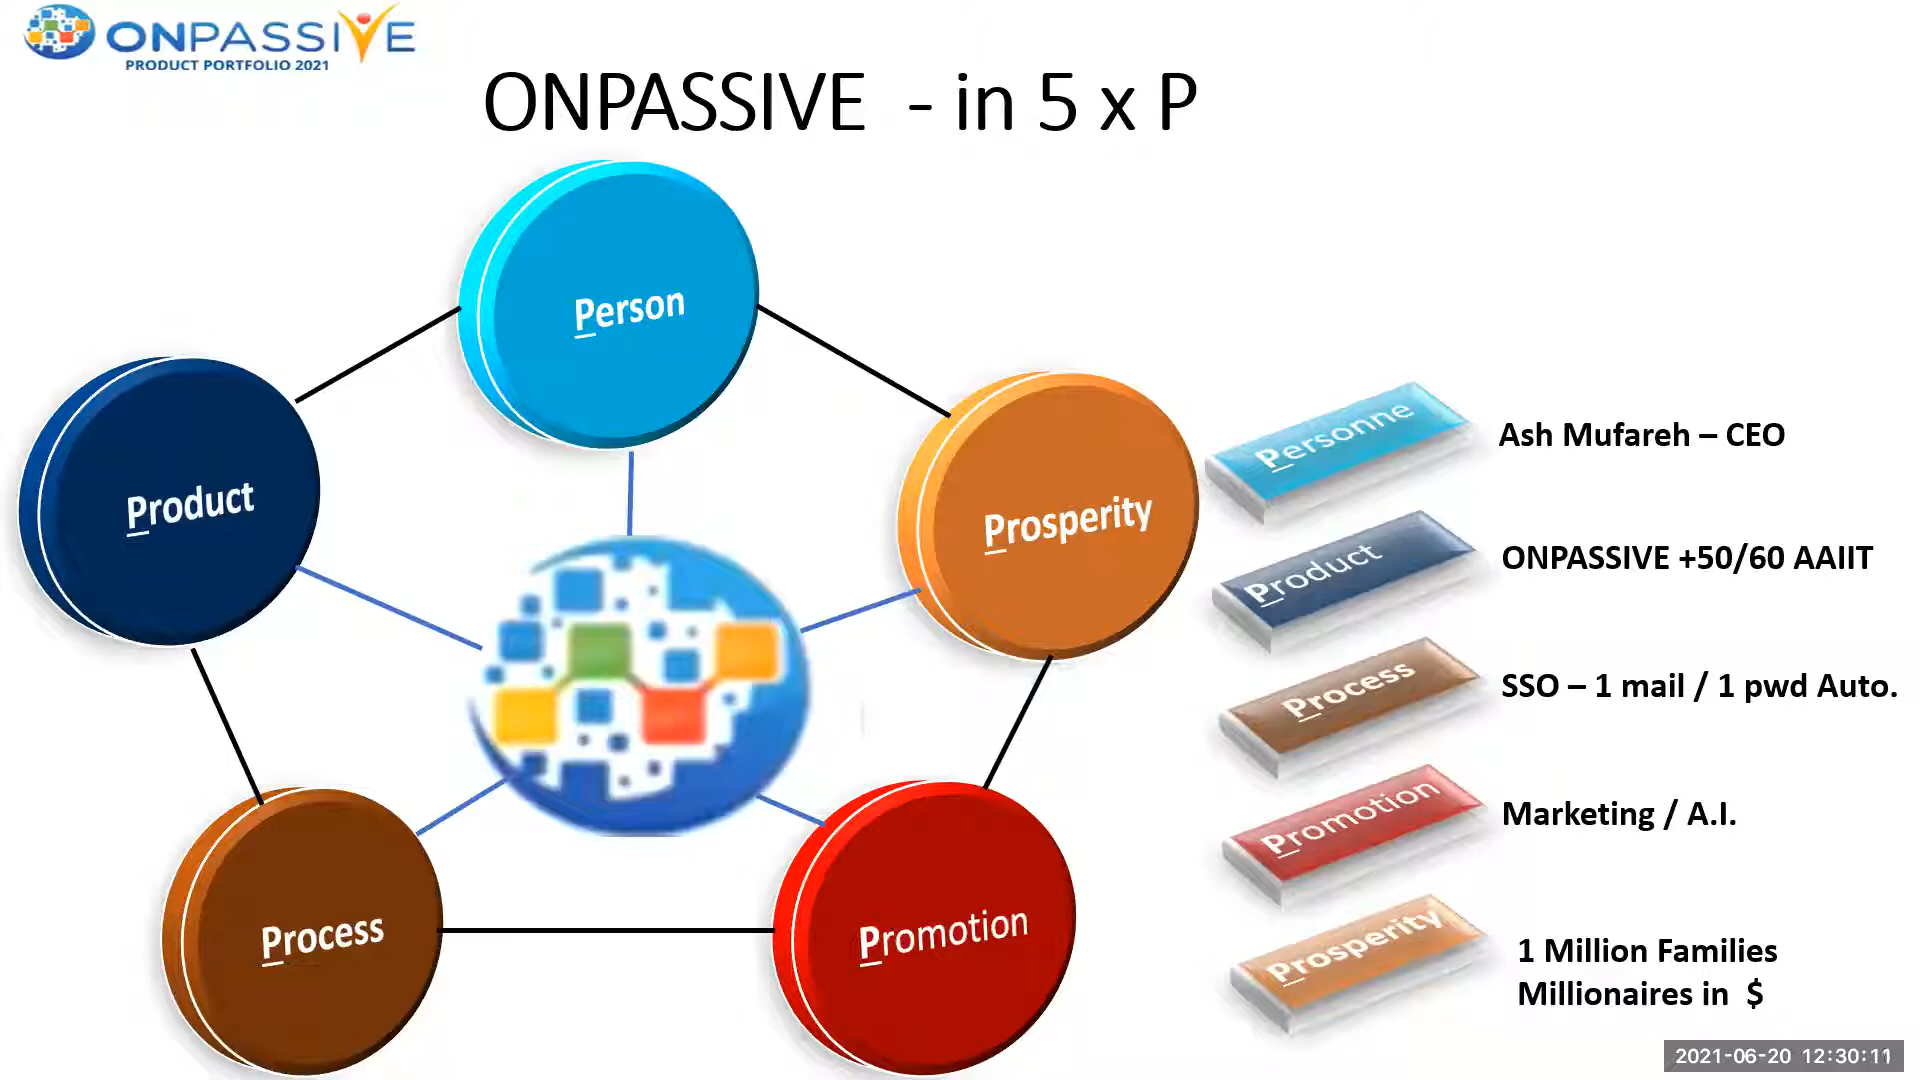 ONPASSIVE
PRODUCT PORTFOLIO 2021
ONPASSIVE - in 5 x P
Person
Product
Prosperity
Process
Promotion
Personne
Ash Mufareh – CEO
Product
ONPASSIVE +50/60 AAIIT
Process
SSO – 1 mail / 1 pwd Auto.
Promotion
Marketing / A.I.
Prosperity
1 Million Families
Millionaires in $
2021-06-20 12:30:11